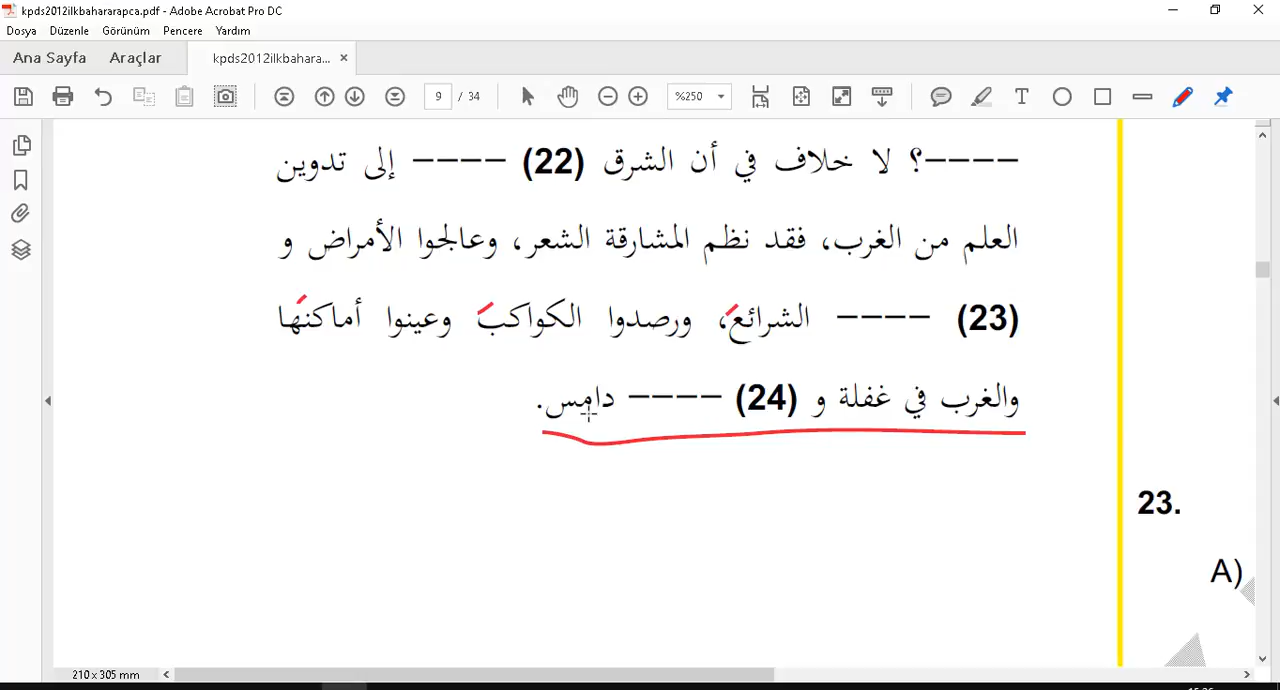 kpds2012ilkbahararapca.pdf - Adobe Acrobat Pro DC
Dosya Düzenle Görünüm Pencere Yardım
Ana Sayfa Araçlar kpds2012ilkbahara... ×
9 / 34 %250
----؟ لا خلاف في أن الشرق (22) ---- إلى تدوين
العلم من الغرب، فقد نظم المشارقة الشعر، وعالجوا الأمراض و
(23) ---- الشرائع، ورصدوا الكواكب وعينوا أماكنها
والغرب في غفلة و (24) ---- دامس.
23.
A)
210 x 305 mm